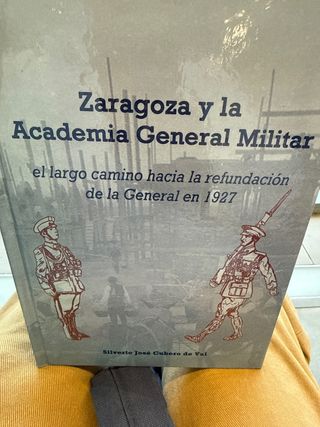 Zaragoza y la
Academia General Militar
el largo camino hacia la refundación
de la General en 1927
Silverio José Cubero de Val